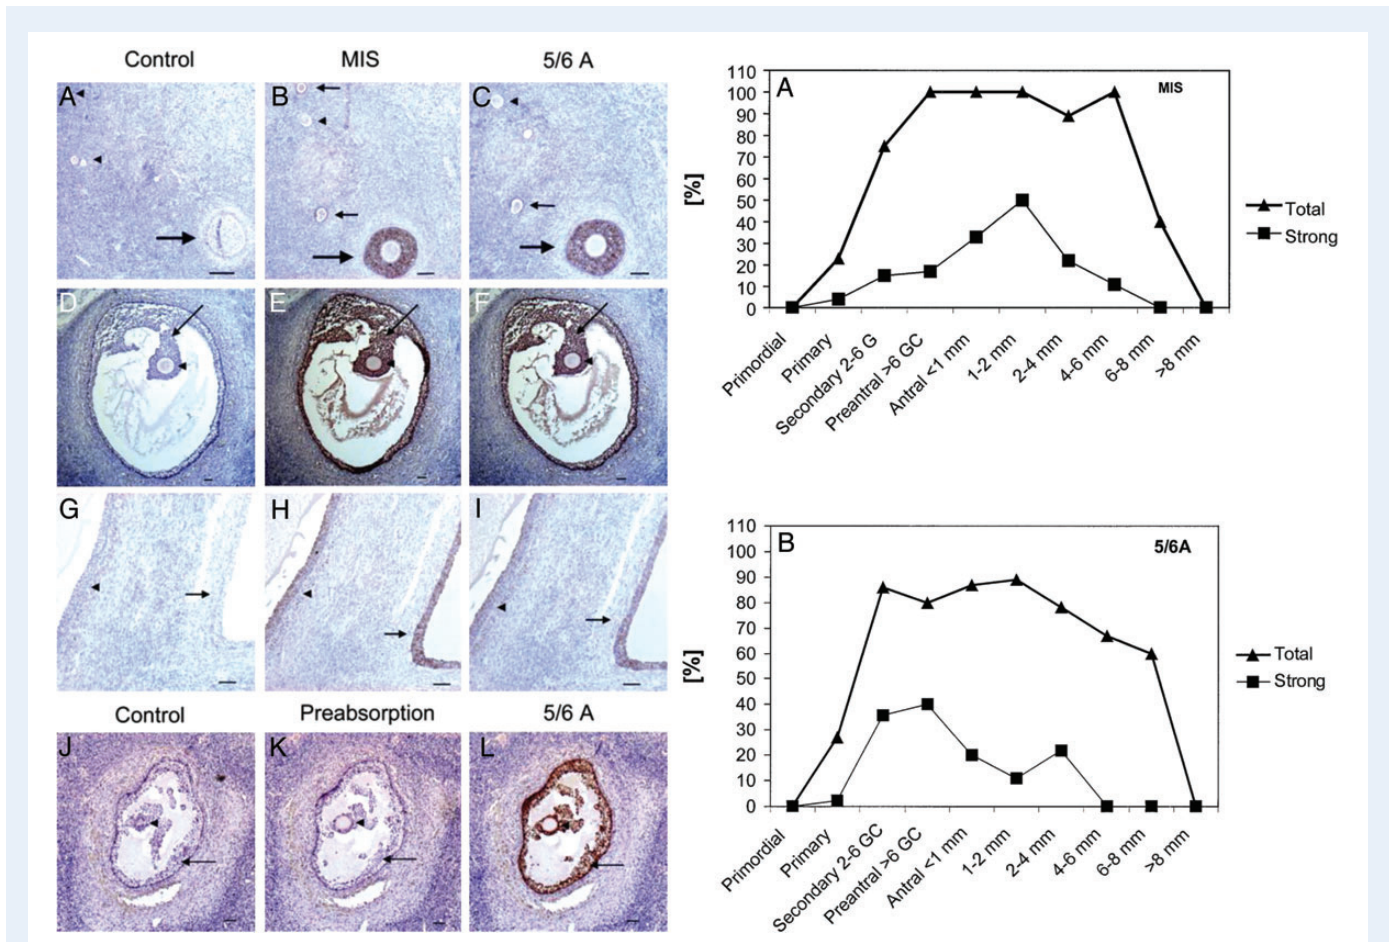 Control MIS 5/6 A
A B C
D E F
G H I
Control Preabsorption 5/6 A
J K L
A MIS
[%]
110
100
90
80
70
60
50
40
30
20
10
0
Primordial
Primary
Secondary 2-6 G
Preantral >6 GC
Antral <1 mm
1-2 mm
2-4 mm
4-6 mm
6-8 mm
>8 mm
Total
Strong
B 5/6A
[%]
110
100
90
80
70
60
50
40
30
20
10
0
Primordial
Primary
Secondary 2-6 GC
Preantral >6 GC
Antral <1 mm
1-2 mm
2-4 mm
4-6 mm
6-8 mm
>8 mm
Total
Strong